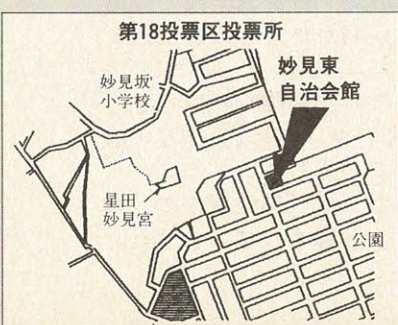 第18投票区投票所
妙見東
自治会館
妙見坂
小学校
星田
妙見宮
公園